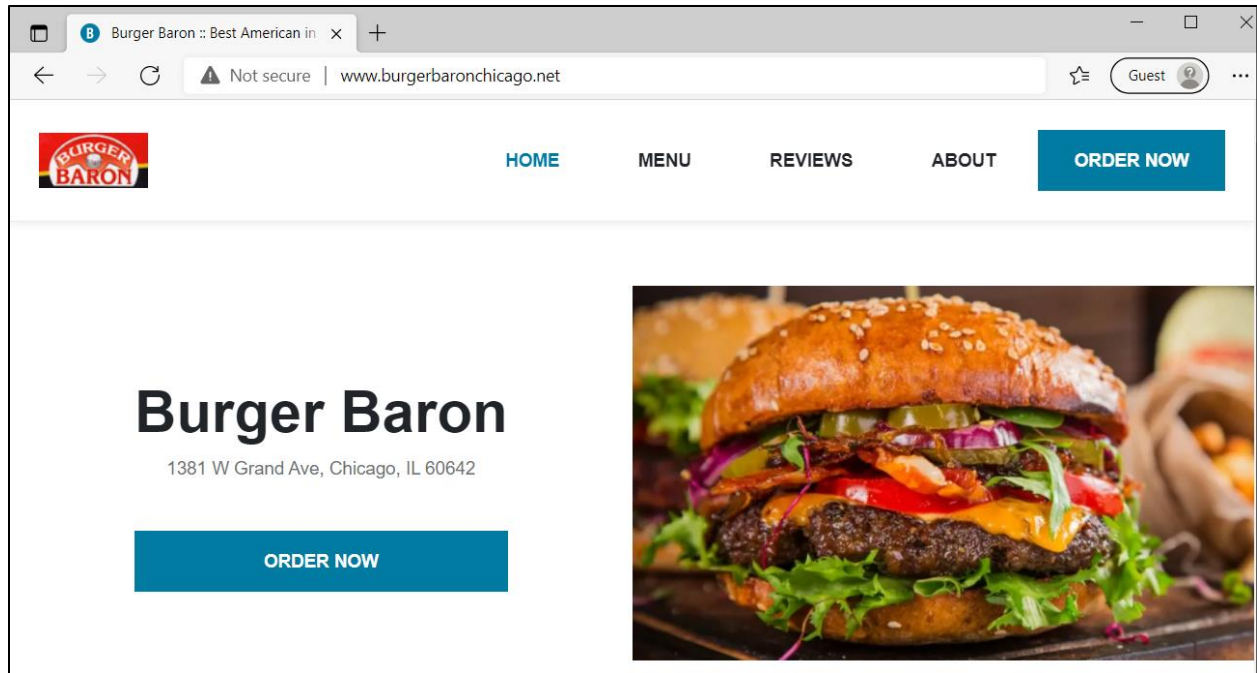 B Burger Baron :: Best American in
Not secure | www.burgerbaronchicago.net
Guest
BURGER
BARON
HOME MENU REVIEWS ABOUT ORDER NOW
Burger Baron
1381 W Grand Ave, Chicago, IL 60642
ORDER NOW